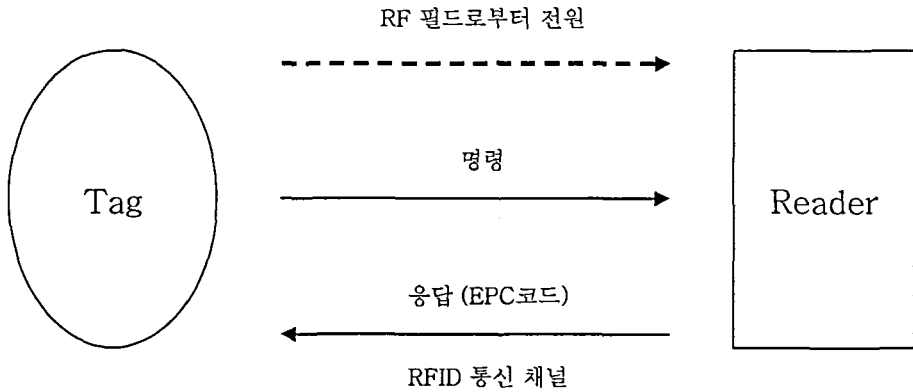 RF 필드로부터 전원
명령
Tag
Reader
응답 (EPC코드)
RFID 통신 채널